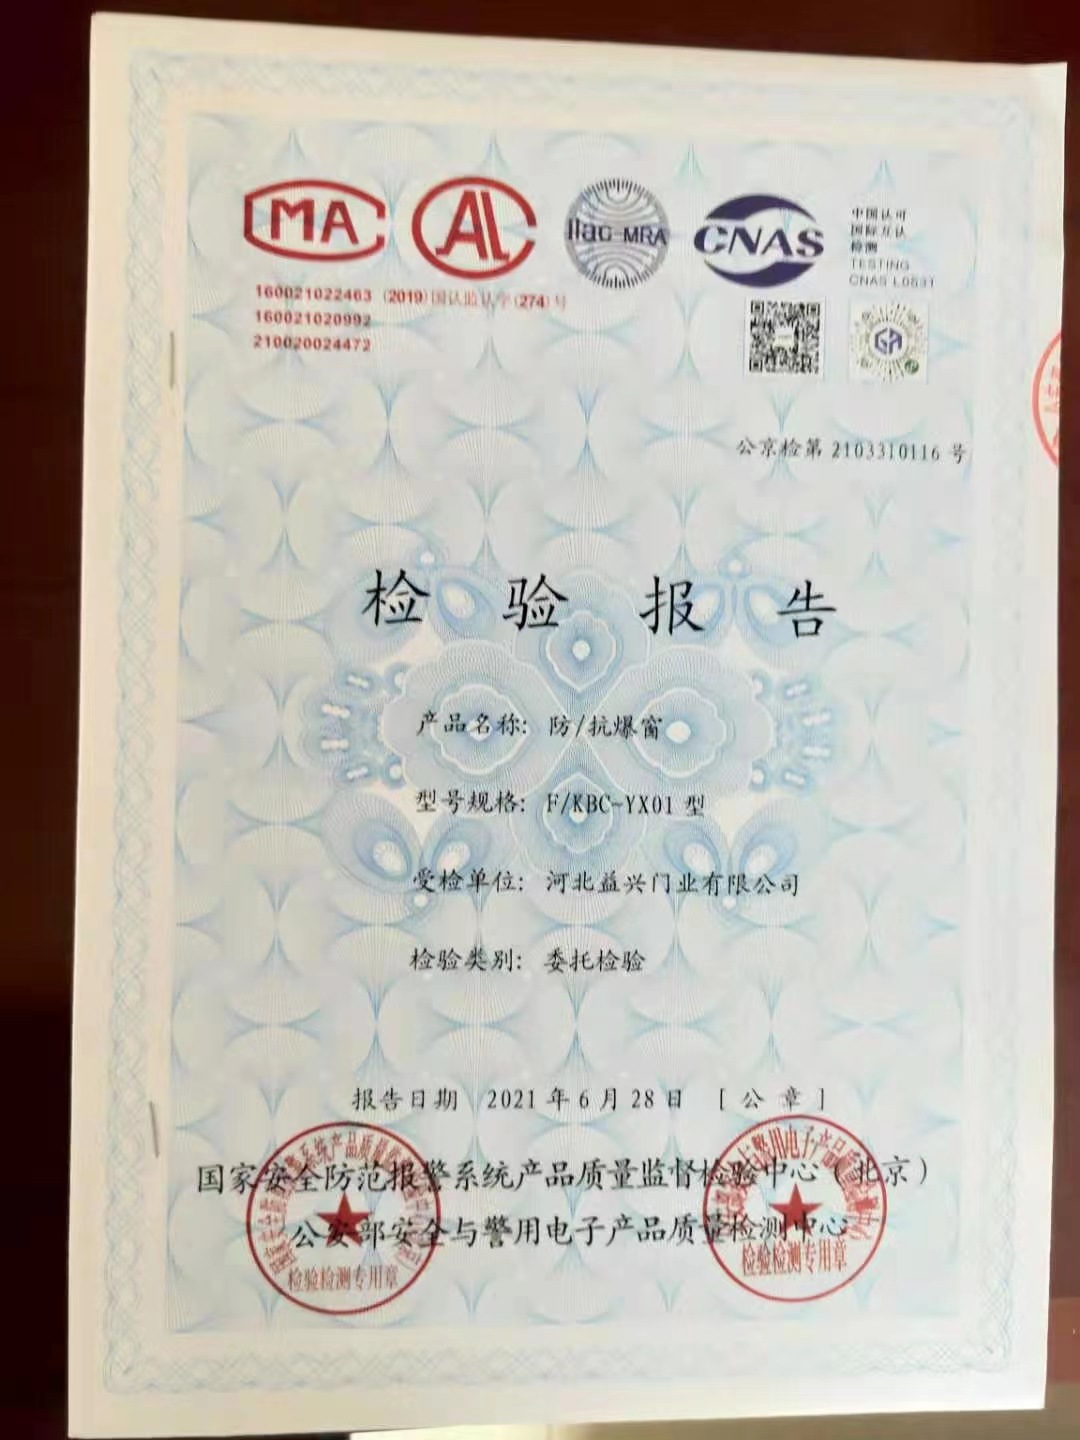 MA
AL
ilac-MRA
CNAS
中国认可
国际互认
检测
TESTING
CNAS L0531
160021022463 (2019)国认监认字(274)号
160021020992
210020024472
GA
公京检第 2103310116 号
检 验 报 告
产品名称: 防/抗爆窗
型号规格: F/KBC-YX01 型
受检单位: 河北益兴门业有限公司
检验类别: 委托检验
报告日期 2021 年 6 月 28 日 [ 公 章 ]
国家安全防范报警系统产品质量监督检验中心(北京)
公安部安全与警用电子产品质量检测中心
检验检测专用章
检验检测专用章